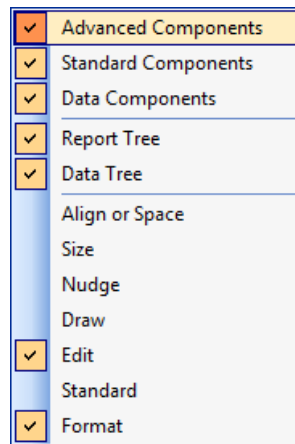 Advanced Components
Standard Components
Data Components
Report Tree
Data Tree
Align or Space
Size
Nudge
Draw
Edit
Standard
Format